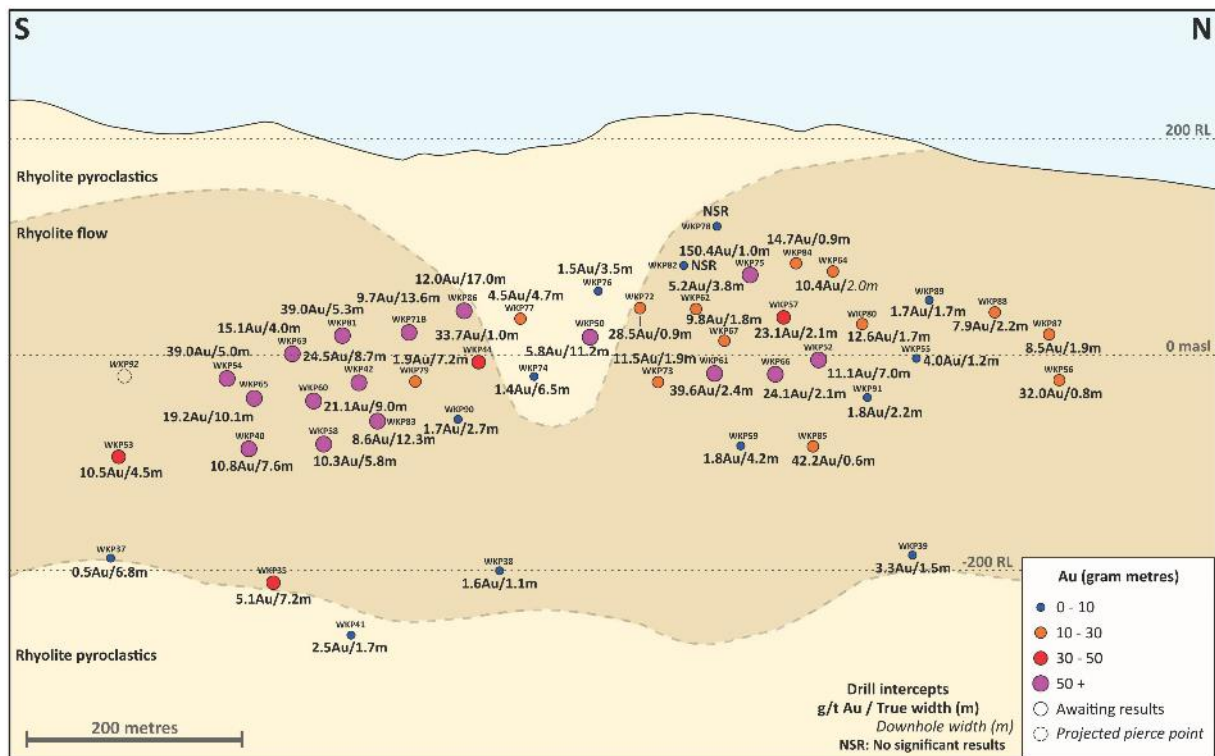 S
N
200 RL
Rhyolite pyroclastics
Rhyolite flow
NSR
WKP78
14.7Au/0.9m
WKP84
150.4Au/1.0m
WKP75
WKP64
WKP82
NSR
10.4Au/2.0m
12.0Au/17.0m
WKP86
1.5Au/3.5m
WKP76
5.2Au/3.8m
WKP62
WKP72
28.5Au/0.9m
9.8Au/1.8m
WKP67
WKP57
23.1Au/2.1m
WKP89
1.7Au/1.7m
WKP88
7.9Au/2.2m
WKP80
12.6Au/1.7m
WKP87
8.5Au/1.9m
9.7Au/13.6m
WKP71B
4.5Au/4.7m
WKP77
39.0Au/5.3m
WKP81
15.1Au/4.0m
WKP69
33.7Au/1.0m
WKP44
WKP50
5.8Au/11.2m
0 masl
39.0Au/5.0m
WKP54
24.5Au/8.7m
WKP42
1.9Au/7.2m
WKP79
WKP74
1.4Au/6.5m
11.5Au/1.9m
WKP73
WKP61
39.6Au/2.4m
WKP66
24.1Au/2.1m
WKP52
11.1Au/7.0m
WKP55
4.0Au/1.2m
WKP56
32.0Au/0.8m
WKP92
WKP65
19.2Au/10.1m
WKP60
21.1Au/9.0m
WKP83
8.6Au/12.3m
WKP90
1.7Au/2.7m
WKP91
1.8Au/2.2m
WKP53
10.5Au/4.5m
WKP40
10.8Au/7.6m
WKP58
10.3Au/5.8m
WKP59
1.8Au/4.2m
WKP85
42.2Au/0.6m
WKP37
0.5Au/6.8m
WKP35
5.1Au/7.2m
WKP38
1.6Au/1.1m
WKP39
3.3Au/1.5m
-200 RL
WKP41
2.5Au/1.7m
Rhyolite pyroclastics
200 metres
Drill intercepts
g/t Au / True width (m)
Downhole width (m)
NSR: No significant results
Au (gram metres)
0 - 10
10 - 30
30 - 50
50 +
Awaiting results
Projected pierce point